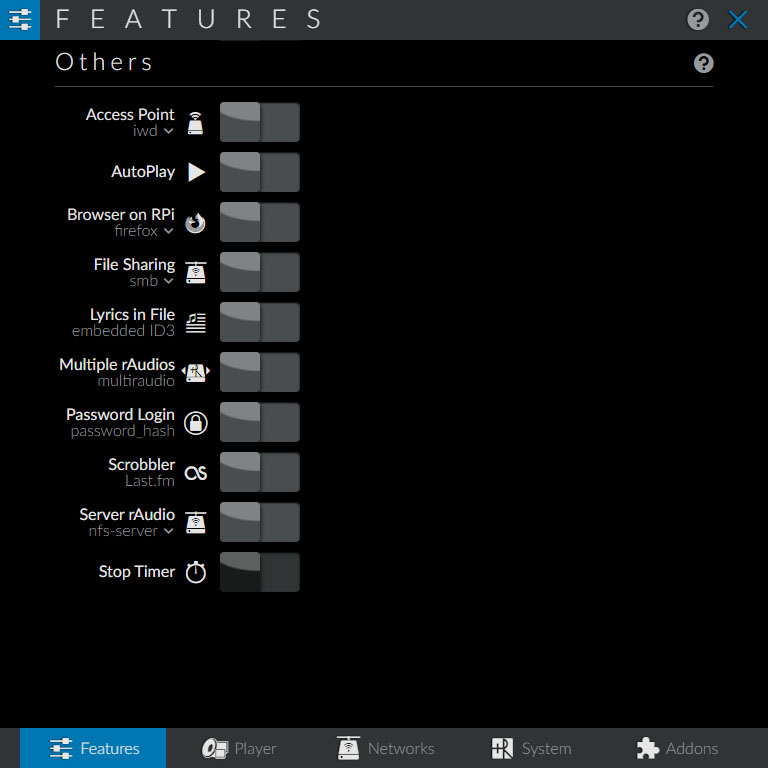 FEATURES
Others
Access Point
iwd
AutoPlay
Browser on RPi
firefox
File Sharing
smb
Lyrics in File
embedded ID3
Multiple rAudios
multiraudio
Password Login
password_hash
Scrobbler
Last.fm
Server rAudio
nfs-server
Stop Timer
Features Player Networks System Addons